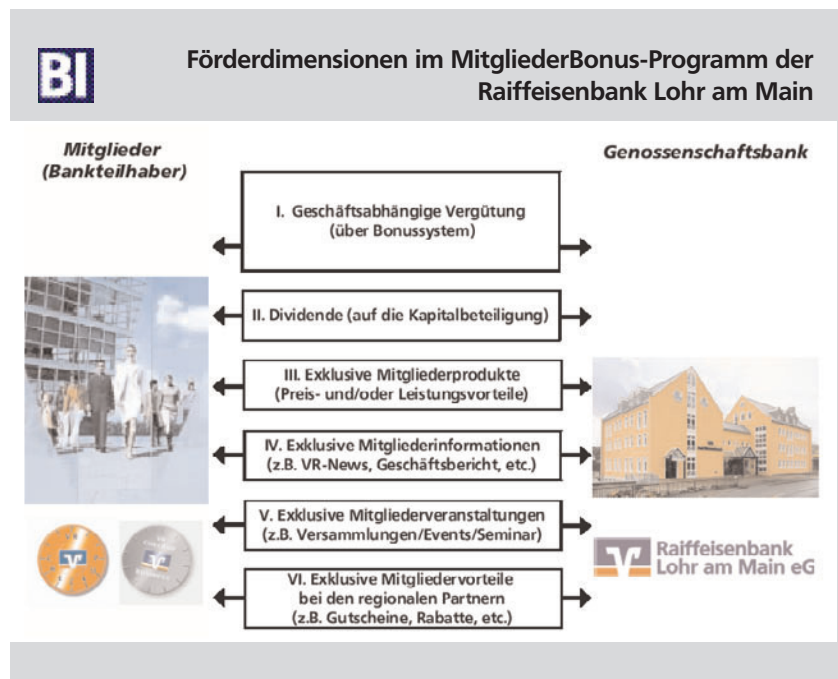 BI
Förderdimensionen im MitgliederBonus-Programm der
Raiffeisenbank Lohr am Main
Mitglieder
(Bankteilhaber)
Genossenschaftsbank
I. Geschäftsabhängige Vergütung
(über Bonussystem)
II. Dividende (auf die Kapitalbeteiligung)
III. Exklusive Mitgliederprodukte
(Preis- und/oder Leistungsvorteile)
IV. Exklusive Mitgliederinformationen
(z.B. VR-News, Geschäftsbericht, etc.)
V. Exklusive Mitgliederveranstaltungen
(z.B. Versammlungen/Events/Seminar)
VI. Exklusive Mitgliedervorteile
bei den regionalen Partnern
(z.B. Gutscheine, Rabatte, etc.)
Raiffeisenbank
Lohr am Main eG